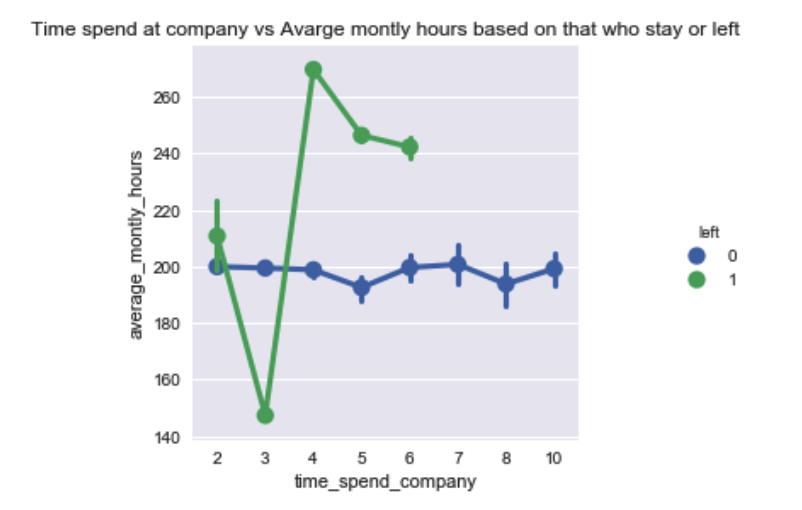 Time spend at company vs Avarge montly hours based on that who stay or left
average_montly_hours
260
240
220
200
180
160
140
2 3 4 5 6 7 8 10
time_spend_company
left
0
1